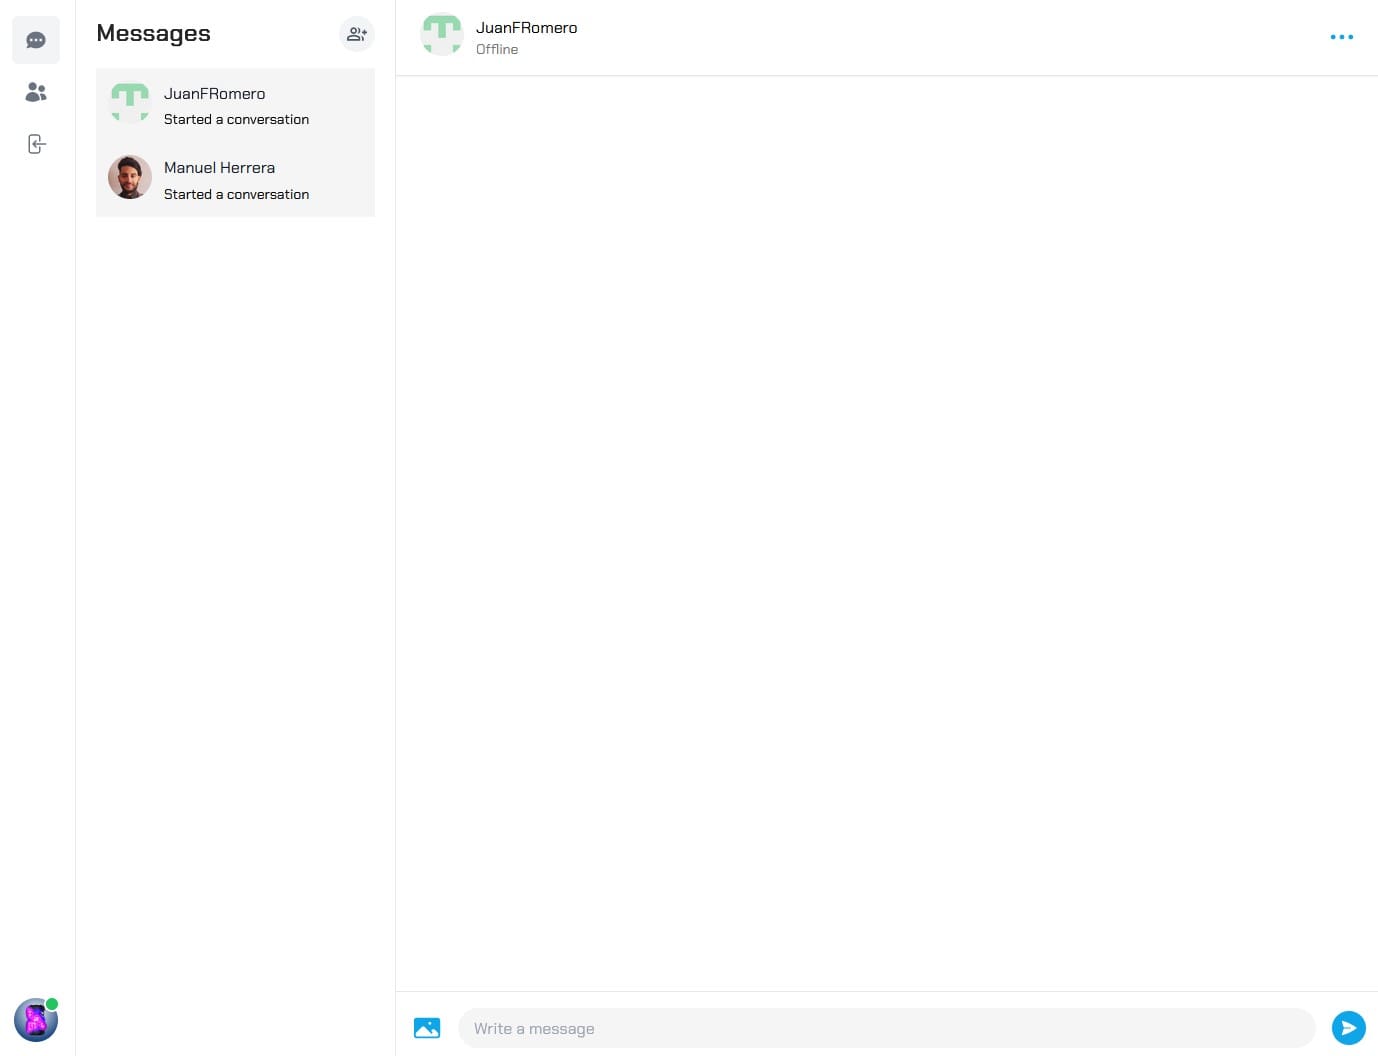 Messages
JuanFRomero
Started a conversation
Manuel Herrera
Started a conversation
JuanFRomero
Offline
Write a message